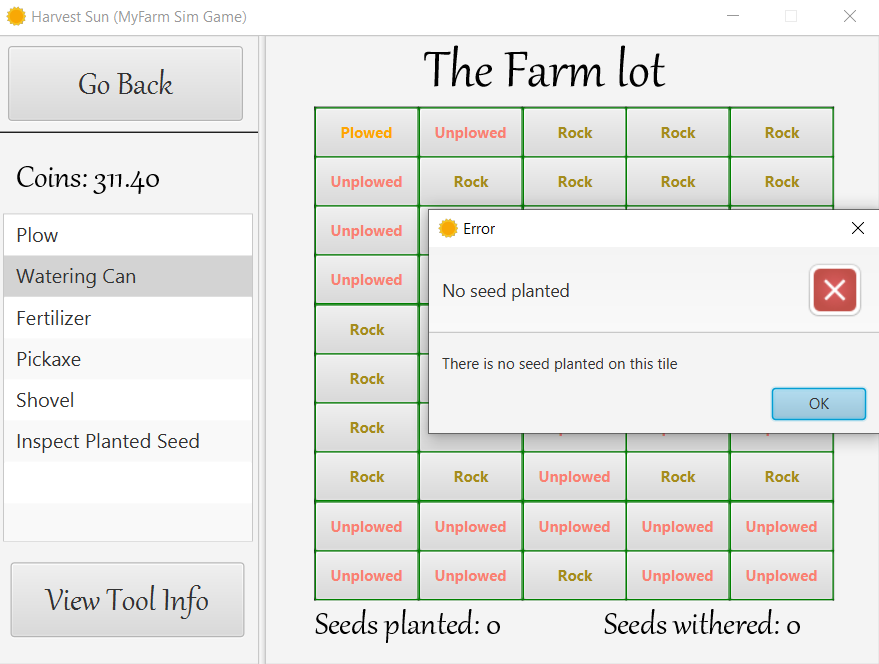 Harvest Sun (MyFarm Sim Game)
Go Back
Coins: 311.40
Plow
Watering Can
Fertilizer
Pickaxe
Shovel
Inspect Planted Seed
View Tool Info
The Farm lot
Plowed Unplowed Rock Rock Rock
Unplowed Rock Rock Rock Rock
Unplowed
Unplowed
Rock
Rock
Rock
Rock Rock Unplowed Rock Rock
Unplowed Unplowed Unplowed Unplowed Unplowed
Unplowed Unplowed Rock Unplowed Unplowed
Seeds planted: 0 Seeds withered: 0
Error
No seed planted
There is no seed planted on this tile
OK